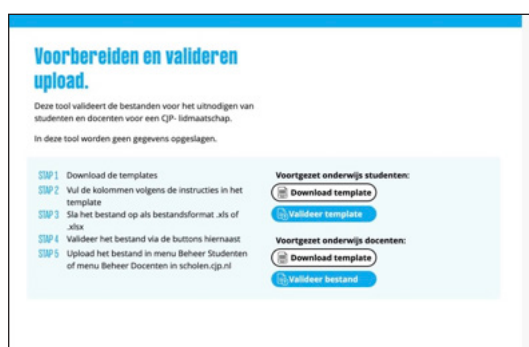 Voorbereiden en valideren
upload.
Deze tool valideert de bestanden voor het uitnodigen van
studenten en docenten voor een CJP- lidmaatschap.
In deze tool worden geen gegevens opgeslagen.
STAP 1 Download de templates
STAP 2 Vul de kolommen volgens de instructies in het
template
STAP 3 Sla het bestand op als bestandsformat .xls of
.xlsx
STAP 4 Valideer het bestand via de buttons hiernaast
STAP 5 Upload het bestand in menu Beheer Studenten
of menu Beheer Docenten in scholen.cjp.nl
Voortgezet onderwijs studenten:
Download template
Valideer template
Voortgezet onderwijs docenten:
Download template
Valideer bestand